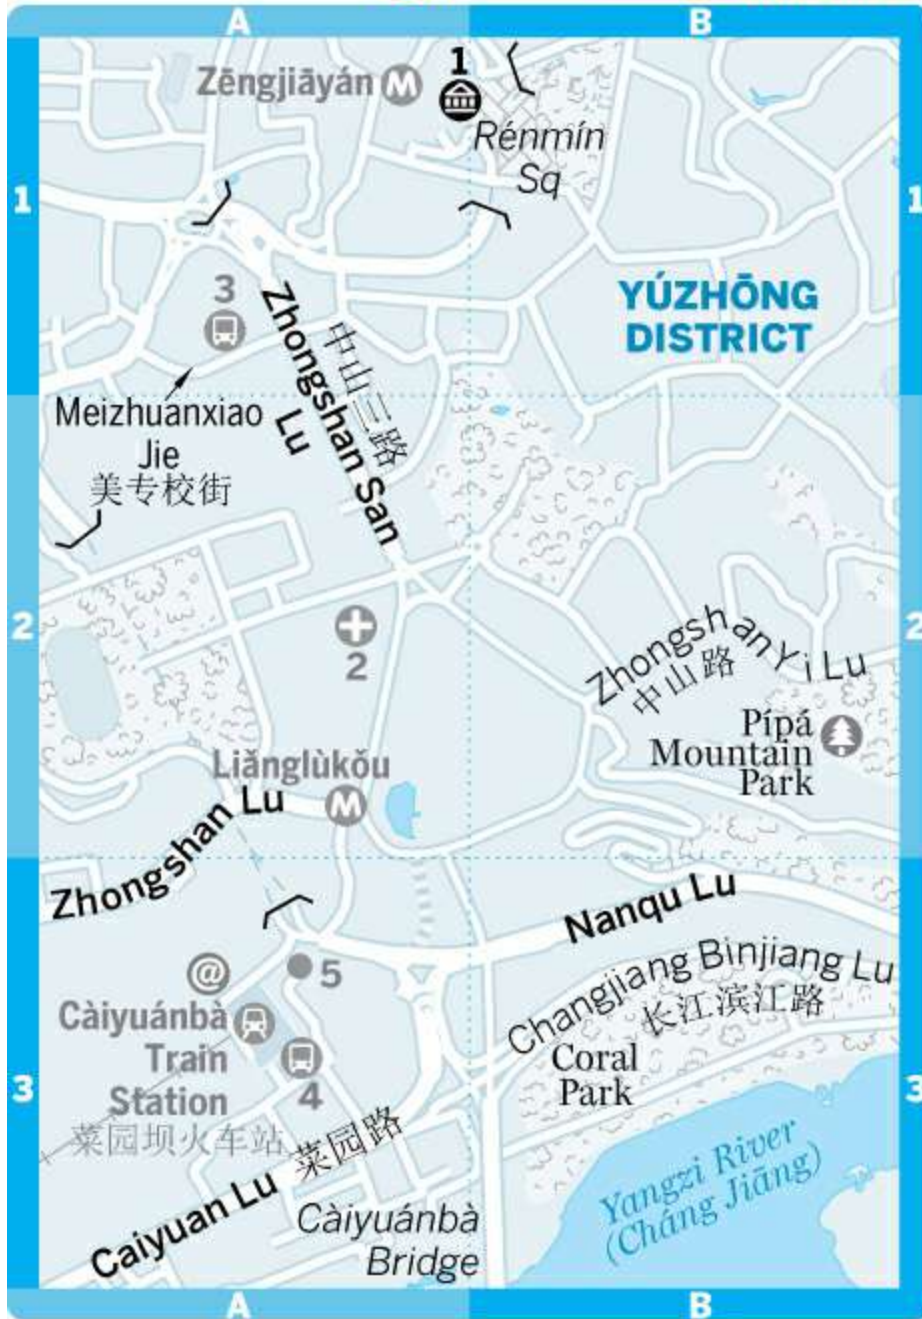 A
B
Zēngjiāyán M
1
Rénmín
Sq
1
1
3
YÚZHŌNG
DISTRICT
Zhongshan San
Lu
中山三路
Meizhuanxiao
Jie
美专校街
2
2
2
Zhongshan Yi Lu
中山路
Pípá
Mountain
Park
Liǎnglùkǒu
M
Zhongshan Lu
Nanqu Lu
@
5
Changjiang Binjiang Lu
长江滨江路
Càiyuánbà
Train
Station
菜园坝火车站
4
Coral
Park
3
3
Caiyuan Lu 菜园路
Yangzi River
(Cháng Jiāng)
Càiyuánbà
Bridge
A
B